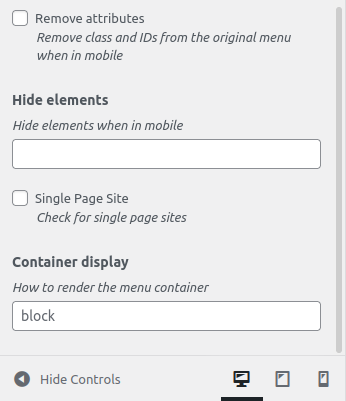 Remove attributes
Remove class and IDs from the original menu
when in mobile
Hide elements
Hide elements when in mobile
Single Page Site
Check for single page sites
Container display
How to render the menu container
block
Hide Controls